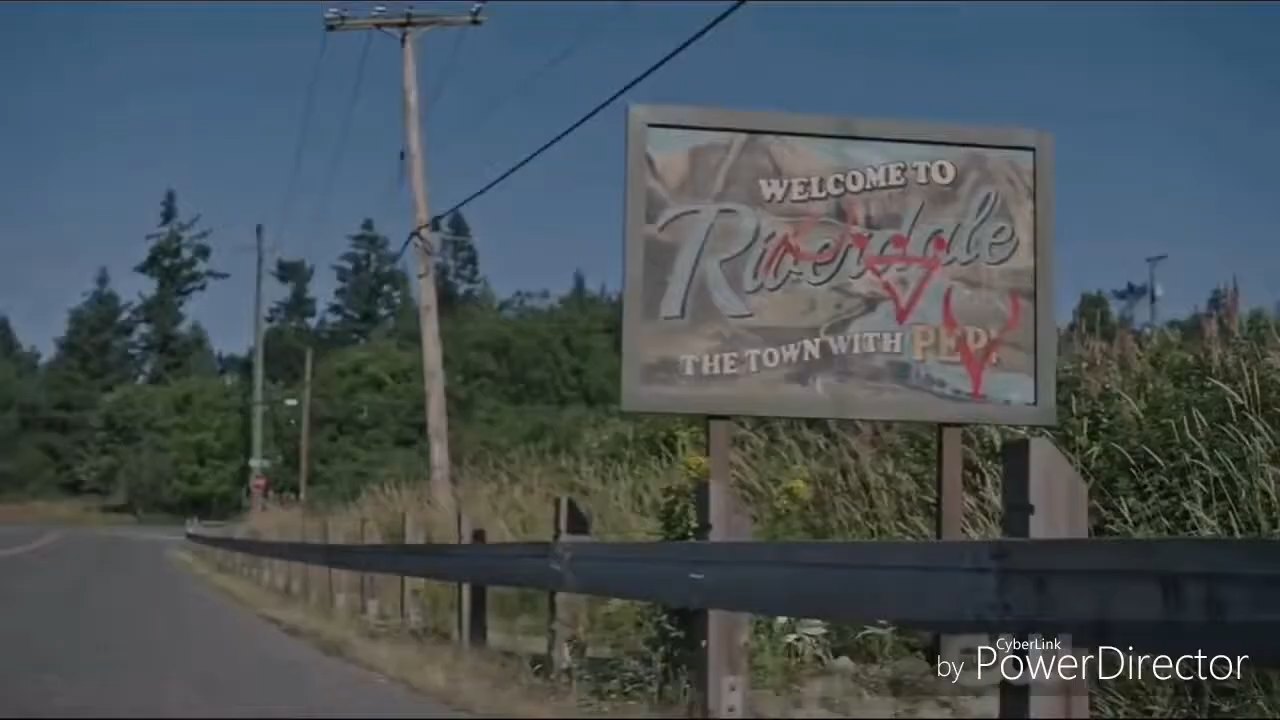 WELCOME TO
Riverdale
THE TOWN WITH PEP!
CyberLink
by PowerDirector